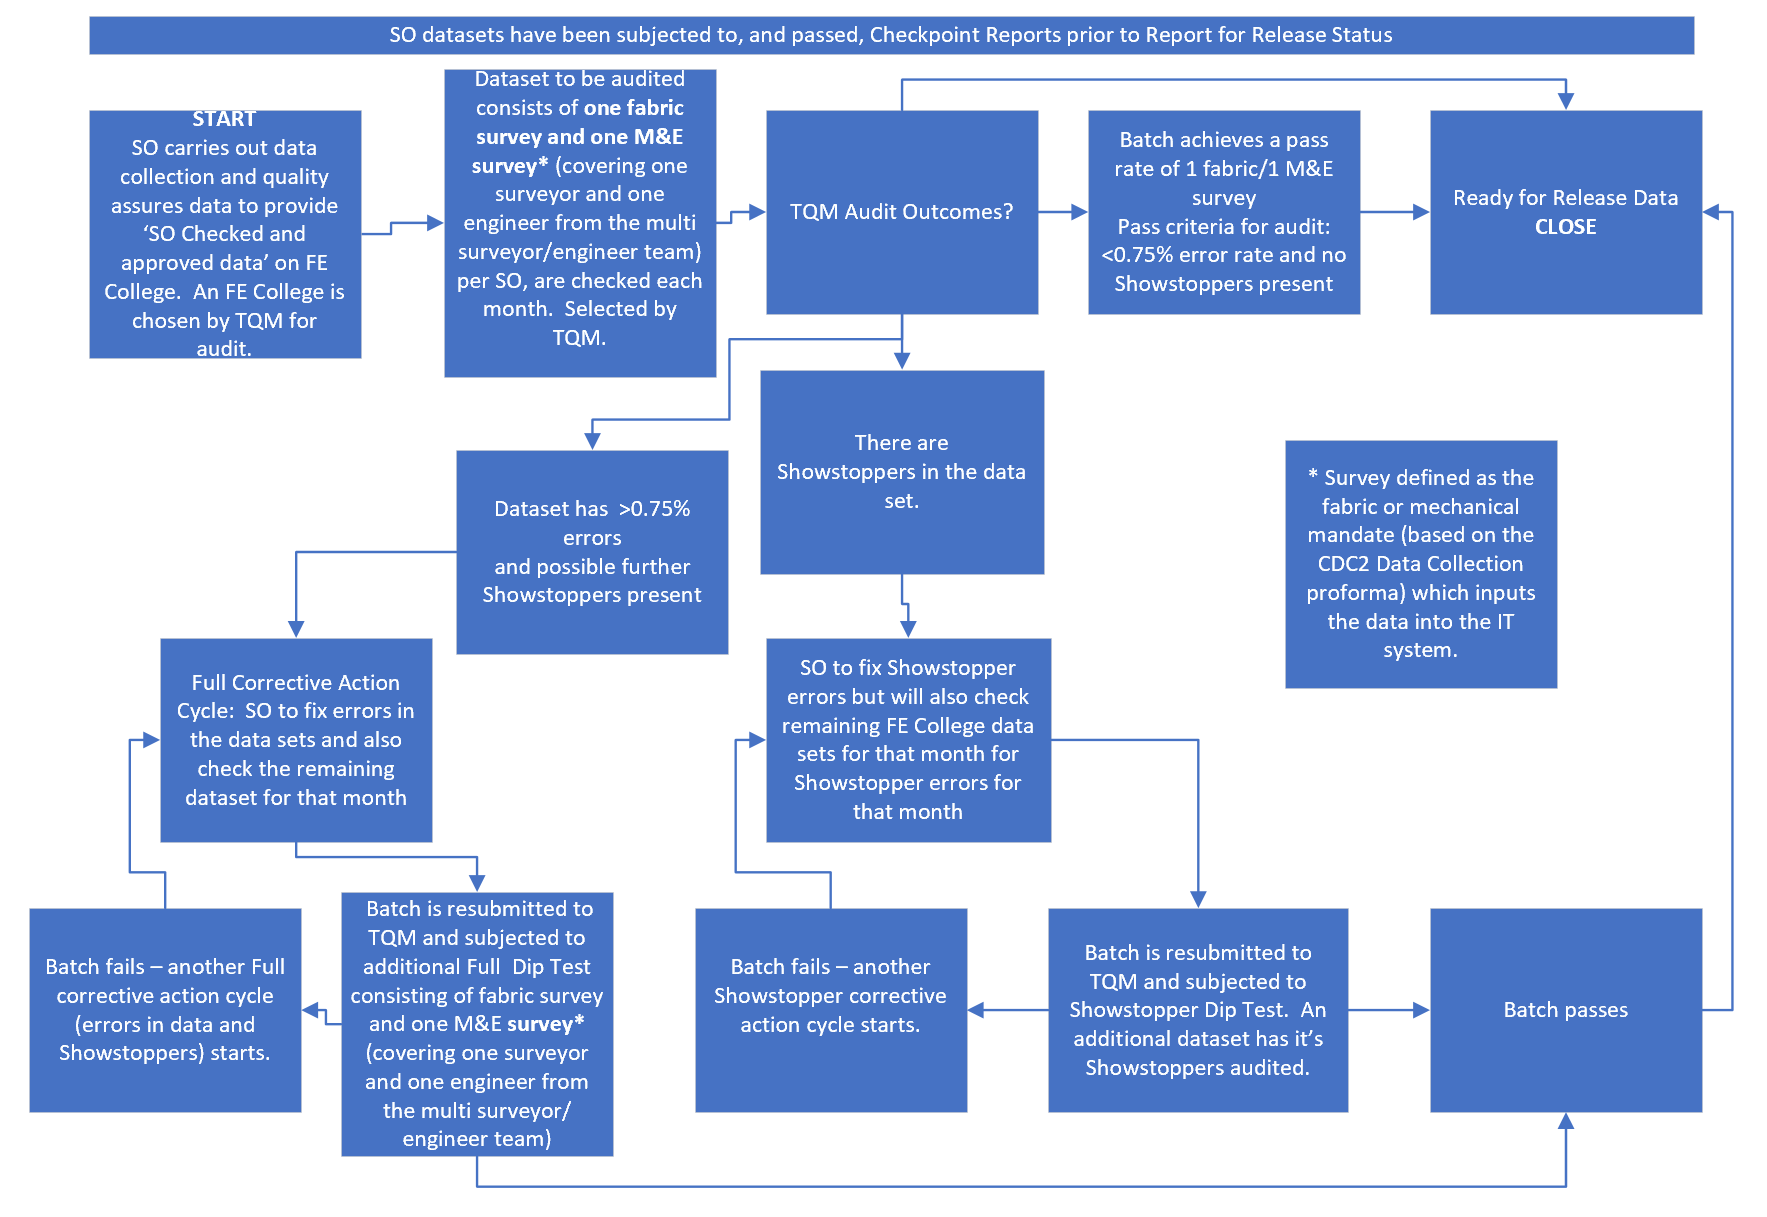 SO datasets have been subjected to, and passed, Checkpoint Reports prior to Report for Release Status
START
SO carries out data
collection and quality
assures data to provide
‘SO Checked and
approved data’ on FE
College.  An FE College is
chosen by TQM for
audit.
Dataset to be audited
consists of one fabric
survey and one M&E
survey* (covering one
surveyor and one
engineer from the multi
surveyor/engineer team)
per SO, are checked each
month.  Selected by
TQM.
TQM Audit Outcomes?
Batch achieves a pass
rate of 1 fabric/1 M&E
survey
Pass criteria for audit:
<0.75% error rate and no
Showstoppers present
Ready for Release Data
CLOSE
There are
Showstoppers in the data
set.
Dataset has  >0.75%
errors
and possible further
Showstoppers present
* Survey defined as the
fabric or mechanical
mandate (based on the
CDC2 Data Collection
proforma) which inputs
the data into the IT
system.
Full Corrective Action
Cycle:  SO to fix errors in
the data sets and also
check the remaining
dataset for that month
SO to fix Showstopper
errors but will also check
remaining FE College data
sets for that month for
Showstopper errors for
that month
Batch fails – another Full
corrective action cycle
(errors in data and
Showstoppers) starts.
Batch is resubmitted to
TQM and subjected to
additional Full  Dip Test
consisting of fabric survey
and one M&E survey*
(covering one surveyor
and one engineer from
the multi surveyor/
engineer team)
Batch fails – another
Showstopper corrective
action cycle starts.
Batch is resubmitted to
TQM and subjected to
Showstopper Dip Test.  An
additional dataset has it’s
Showstoppers audited.
Batch passes